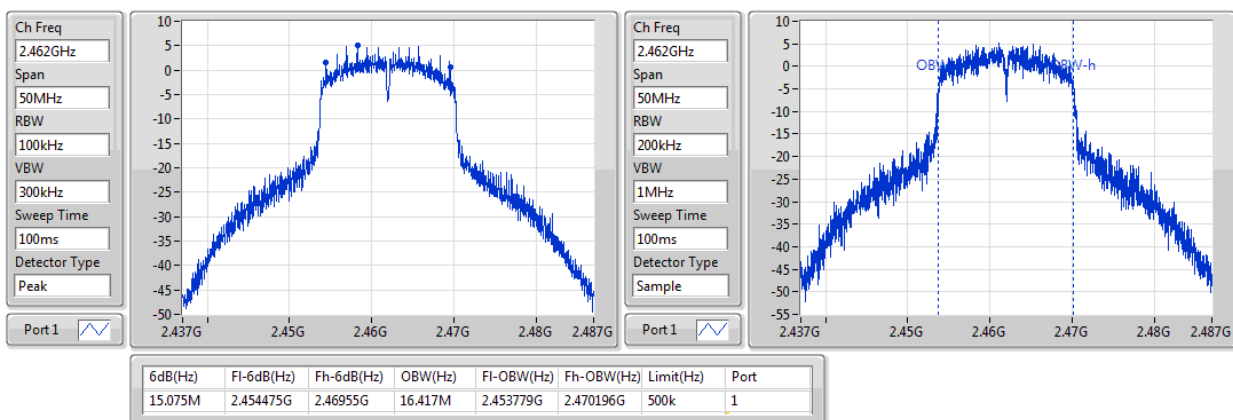 Ch Freq
2.462GHz
Span
50MHz
RBW
100kHz
VBW
300kHz
Sweep Time
100ms
Detector Type
Peak
Port 1
10
5
0
-5
-10
-15
-20
-25
-30
-35
-40
-45
-50
2.437G 2.45G 2.46G 2.47G 2.48G 2.487G
Ch Freq
2.462GHz
Span
50MHz
RBW
200kHz
VBW
1MHz
Sweep Time
100ms
Detector Type
Sample
Port 1
10
5
0
-5
-10
-15
-20
-25
-30
-35
-40
-45
-50
-55
OBW
BW-h
2.437G 2.45G 2.46G 2.47G 2.48G 2.487G
6dB(Hz) Fl-6dB(Hz) Fh-6dB(Hz) OBW(Hz) Fl-OBW(Hz) Fh-OBW(Hz) Limit(Hz) Port
15.075M 2.454475G 2.46955G 16.417M 2.453779G 2.470196G 500k 1